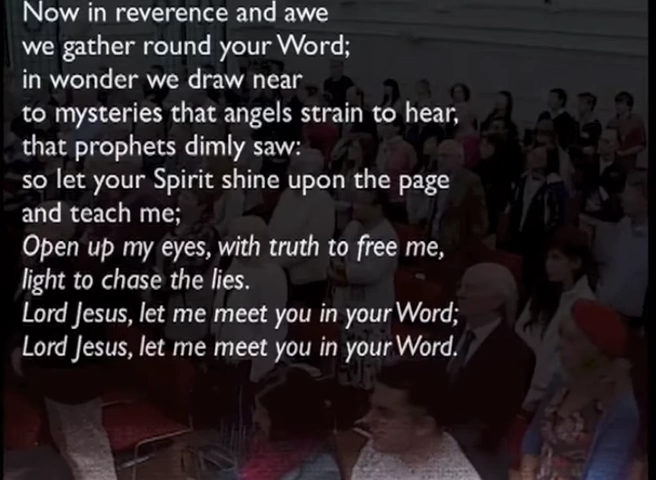 Now in reverence and awe
we gather round your Word;
in wonder we draw near
to mysteries that angels strain to hear,
that prophets dimly saw:
so let your Spirit shine upon the page
and teach me;
Open up my eyes, with truth to free me,
light to chase the lies.
Lord Jesus, let me meet you in your Word;
Lord Jesus, let me meet you in your Word.